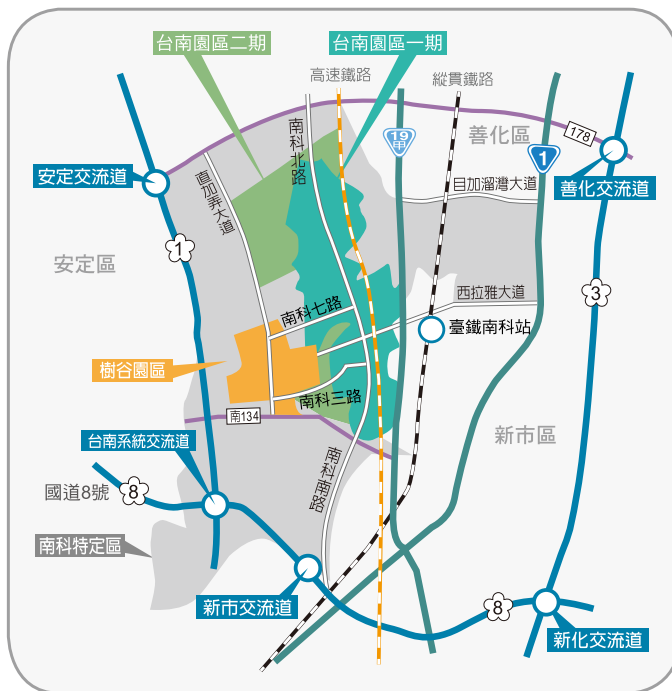 台南園區二期
台南園區一期
高速鐵路
縱貫鐵路
南科北路
19
甲
善化區
178
1
直加弄大道
安定交流道
目加溜灣大道
善化交流道
1
安定區
西拉雅大道
3
南科七路
臺鐵南科站
樹谷園區
南科三路
南134
新市區
台南系統交流道
南科南路
國道8號
8
南科特定區
新市交流道
8
新化交流道